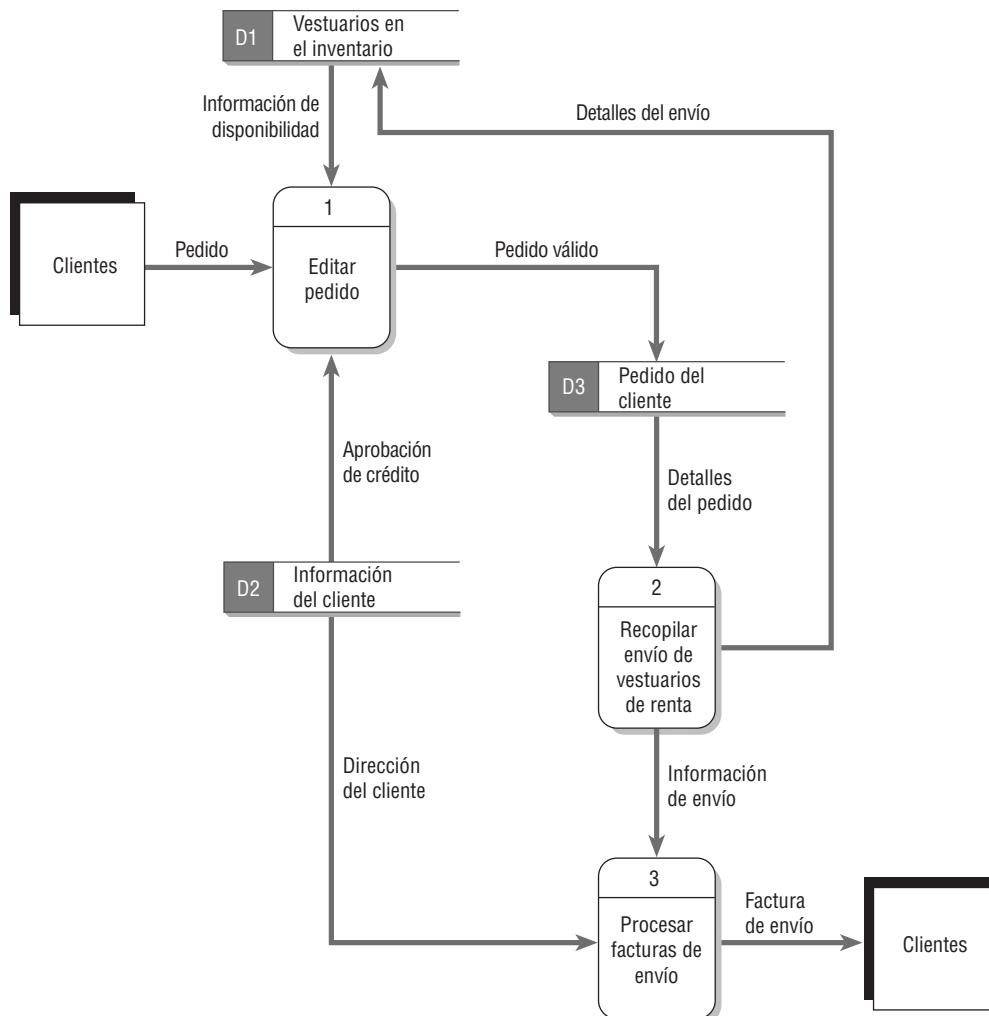 D1
Vestuarios en
el inventario
Información de
disponibilidad
Detalles del envío
Clientes
Pedido
1
Editar
pedido
Pedido válido
D3
Pedido del
cliente
Aprobación
de crédito
Detalles
del pedido
D2
Información
del cliente
2
Recopilar
envío de
vestuarios
de renta
Dirección
del cliente
Información
de envío
3
Procesar
facturas de
envío
Factura
de envío
Clientes